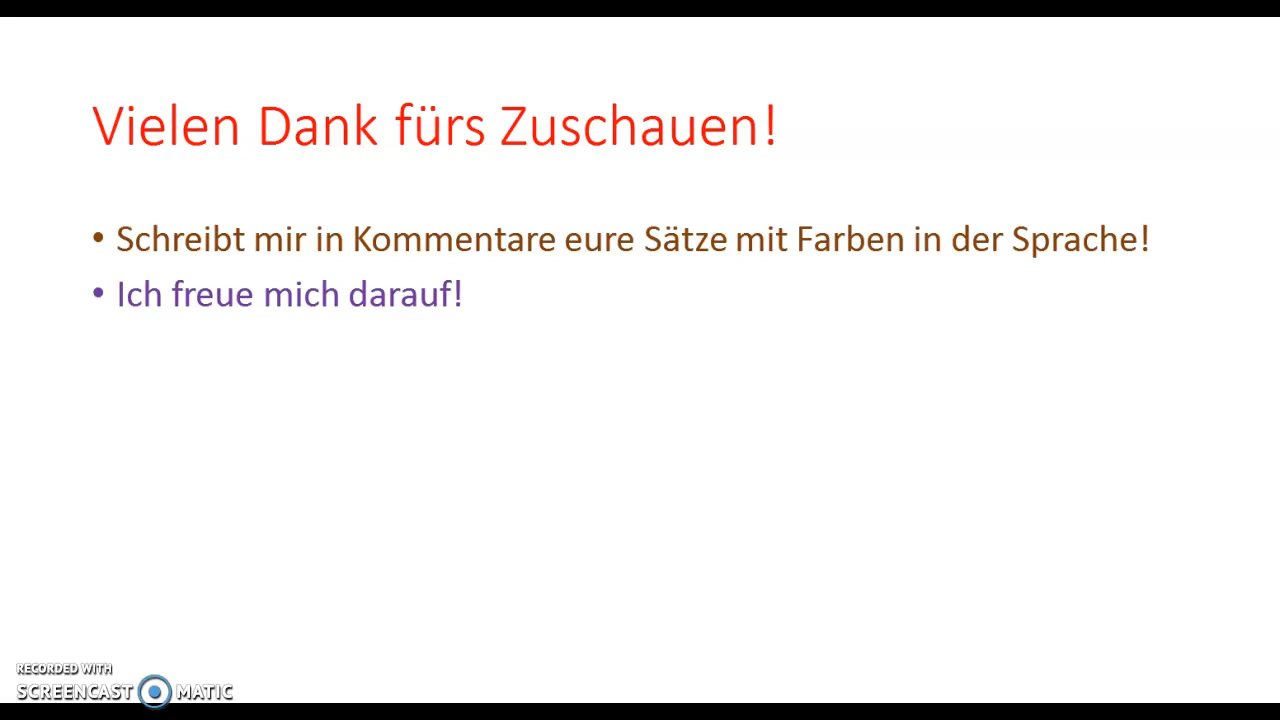 Vielen Dank fürs Zuschauen!
• Schreibt mir in Kommentare eure Sätze mit Farben in der Sprache!
• Ich freue mich darauf!
RECORDED WITH
SCREENCAST MATIC